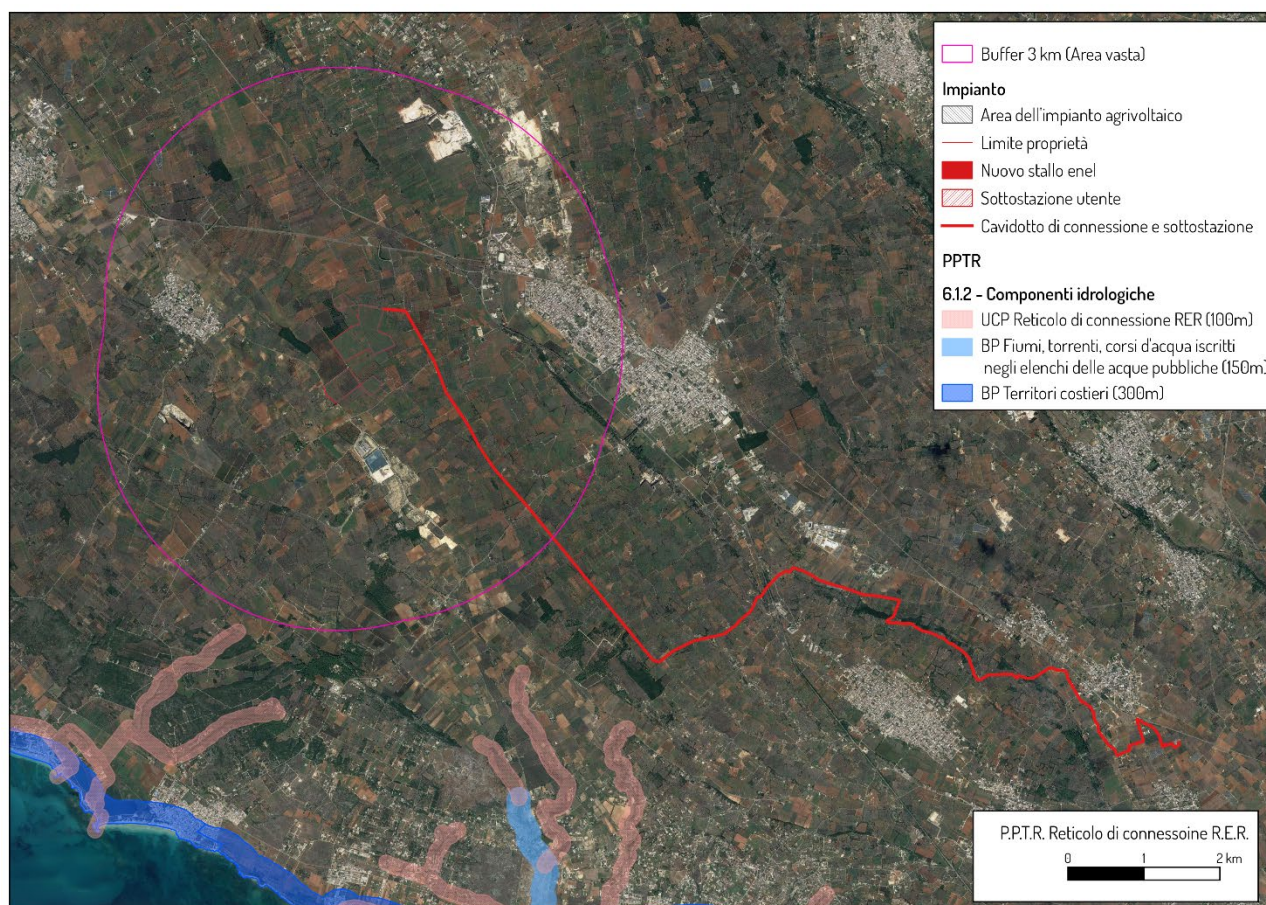 Buffer 3 km (Area vasta)
Impianto
Area dell'impianto agrivoltaico
Limite proprietà
Nuovo stallo enel
Sottostazione utente
Cavidotto di connessione e sottostazione
PPTR
6.1.2 - Componenti idrologiche
UCP Reticolo di connessione RER (100m)
BP Fiumi, torrenti, corsi d'acqua iscritti
negli elenchi delle acque pubbliche (150m)
BP Territori costieri (300m)
P.P.T.R. Reticolo di connessoine R.E.R.
0 1 2 km